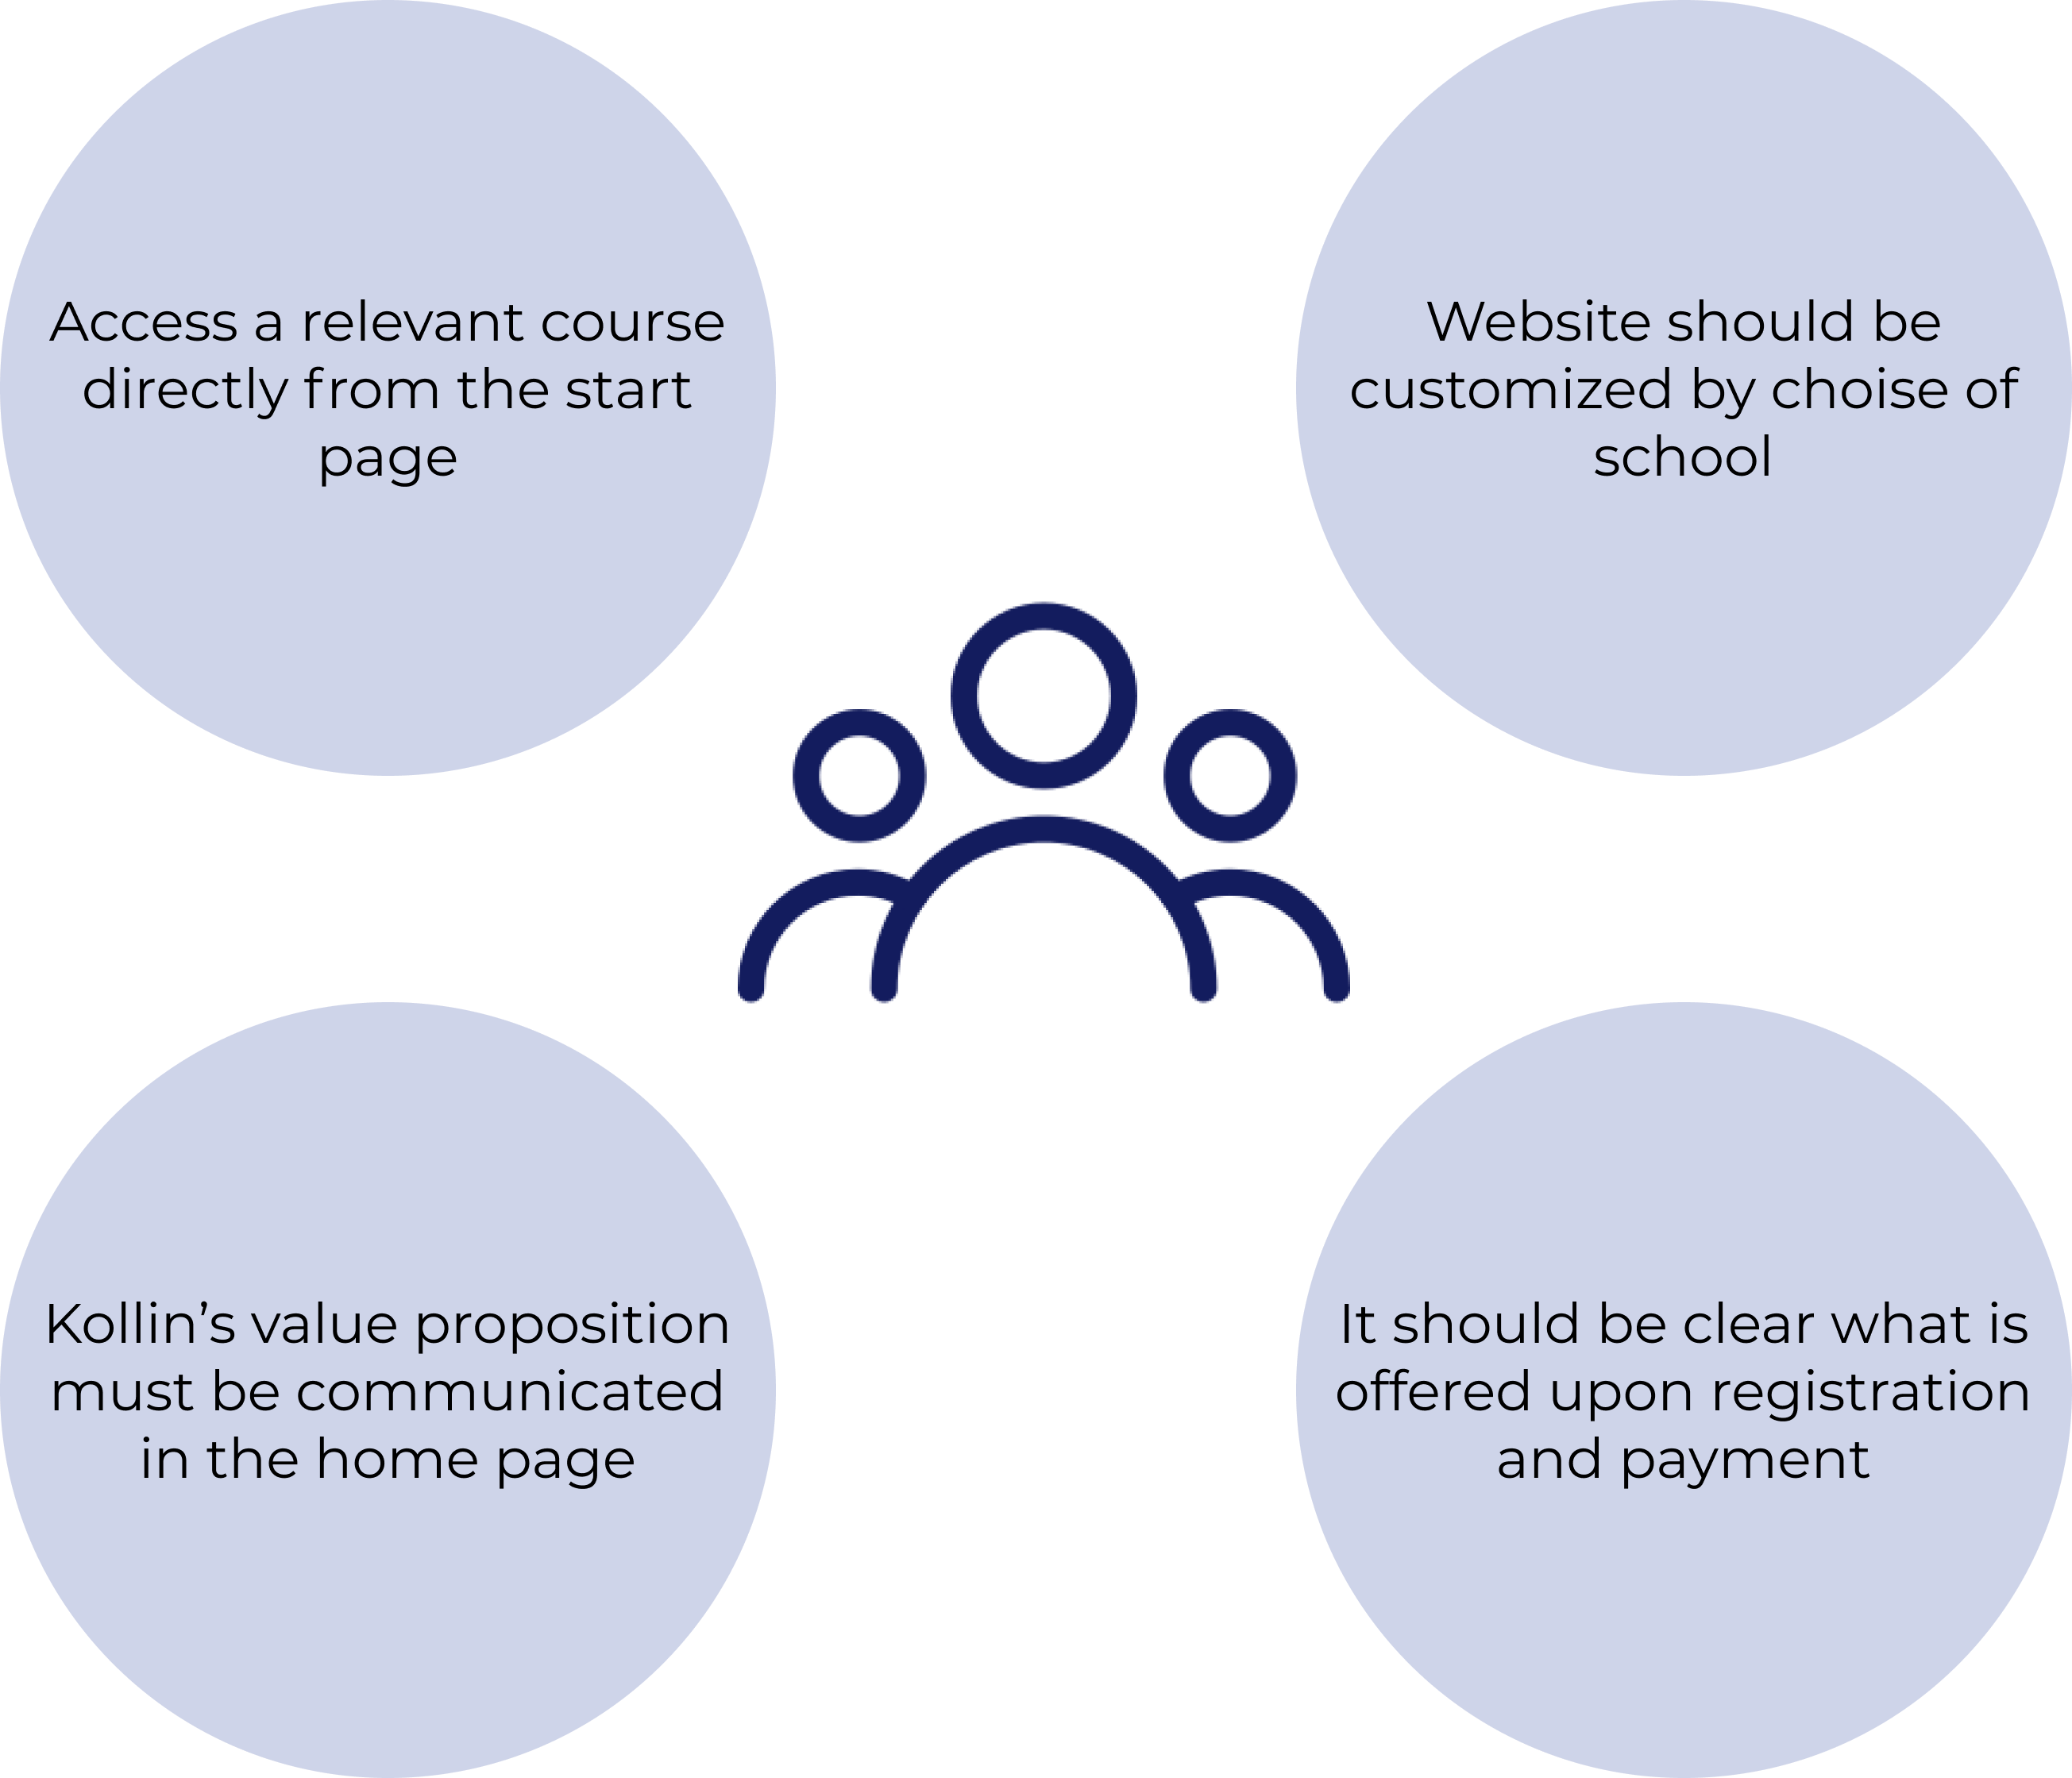 Access a relevant course
directly from the start
page
Website should be
customized by choise of
school
Kollin’s value proposition
must be communicated
in the home page
It should be clear what is
offered upon registration
and payment